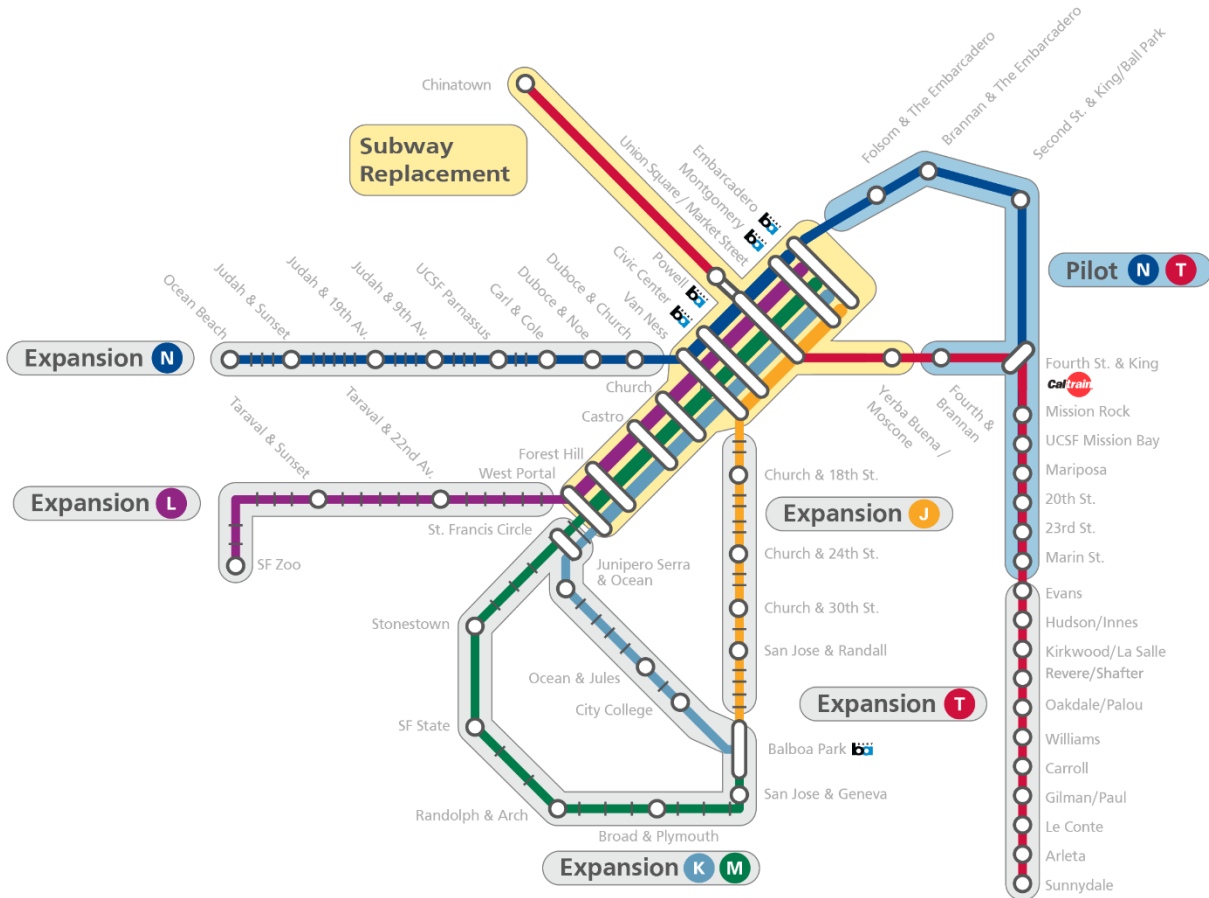 Chinatown
Subway
Replacement
Union Square / Market Street
Montgomery
Embarcadero
Folsom & The Embarcadero
Brannan & The Embarcadero
Second St. & King/Ball Park
Pilot N T
Powell
Civic Center
Van Ness
Duboce & Church
Duboce & Noe
Carl & Cole
UCSF Parnassus
Judah & 9th Av.
Judah & 19th Av.
Judah & Sunset
Ocean Beach
ba
ba
ba
ba
Expansion N
Church
Castro
Forest Hill
West Portal
Taraval & 22nd Av.
Taraval & Sunset
Expansion L
SF Zoo
St. Francis Circle
Junipero Serra
& Ocean
Yerba Buena /
Moscone
Fourth &
Brannan
Fourth St. & King
Caltrain
Mission Rock
UCSF Mission Bay
Mariposa
20th St.
23rd St.
Marin St.
Evans
Hudson/Innes
Kirkwood/La Salle
Revere/Shafter
Oakdale/Palou
Williams
Carroll
Gilman/Paul
Le Conte
Arleta
Sunnydale
Church & 18th St.
Expansion J
Church & 24th St.
Church & 30th St.
San Jose & Randall
Expansion T
Stonestown
Ocean & Jules
City College
SF State
Balboa Park ba
San Jose & Geneva
Randolph & Arch
Broad & Plymouth
Expansion K M